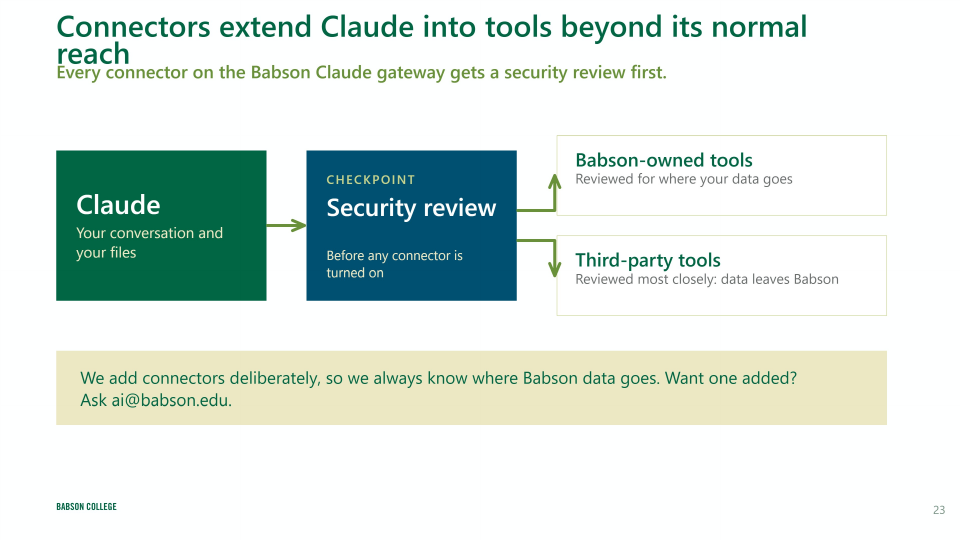 Connectors extend Claude into tools beyond its normal
reach
Every connector on the Babson Claude gateway gets a security review first.
Claude
Your conversation and
your files
CHECKPOINT
Security review
Before any connector is
turned on
Babson-owned tools
Reviewed for where your data goes
Third-party tools
Reviewed most closely: data leaves Babson
We add connectors deliberately, so we always know where Babson data goes. Want one added?
Ask ai@babson.edu.
BABSON COLLEGE
23